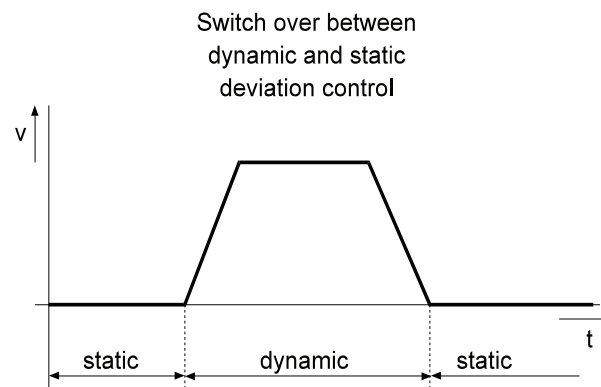 Switch over between
dynamic and static
deviation control
v
t
static dynamic static